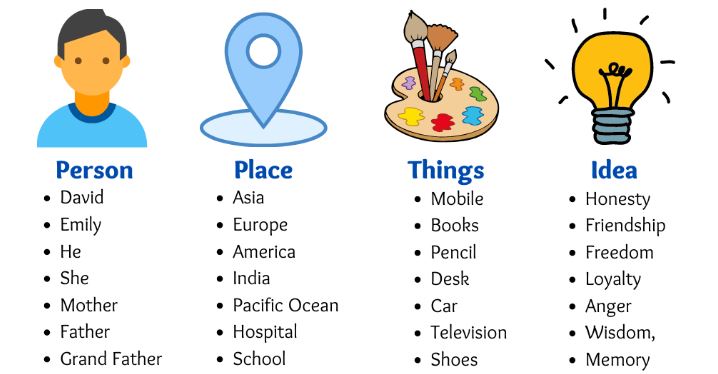 Person
• David
• Emily
• He
• She
• Mother
• Father
• Grand Father
Place
• Asia
• Europe
• America
• India
• Pacific Ocean
• Hospital
• School
Things
• Mobile
• Books
• Pencil
• Desk
• Car
• Television
• Shoes
Idea
• Honesty
• Friendship
• Freedom
• Loyalty
• Anger
• Wisdom,
• Memory